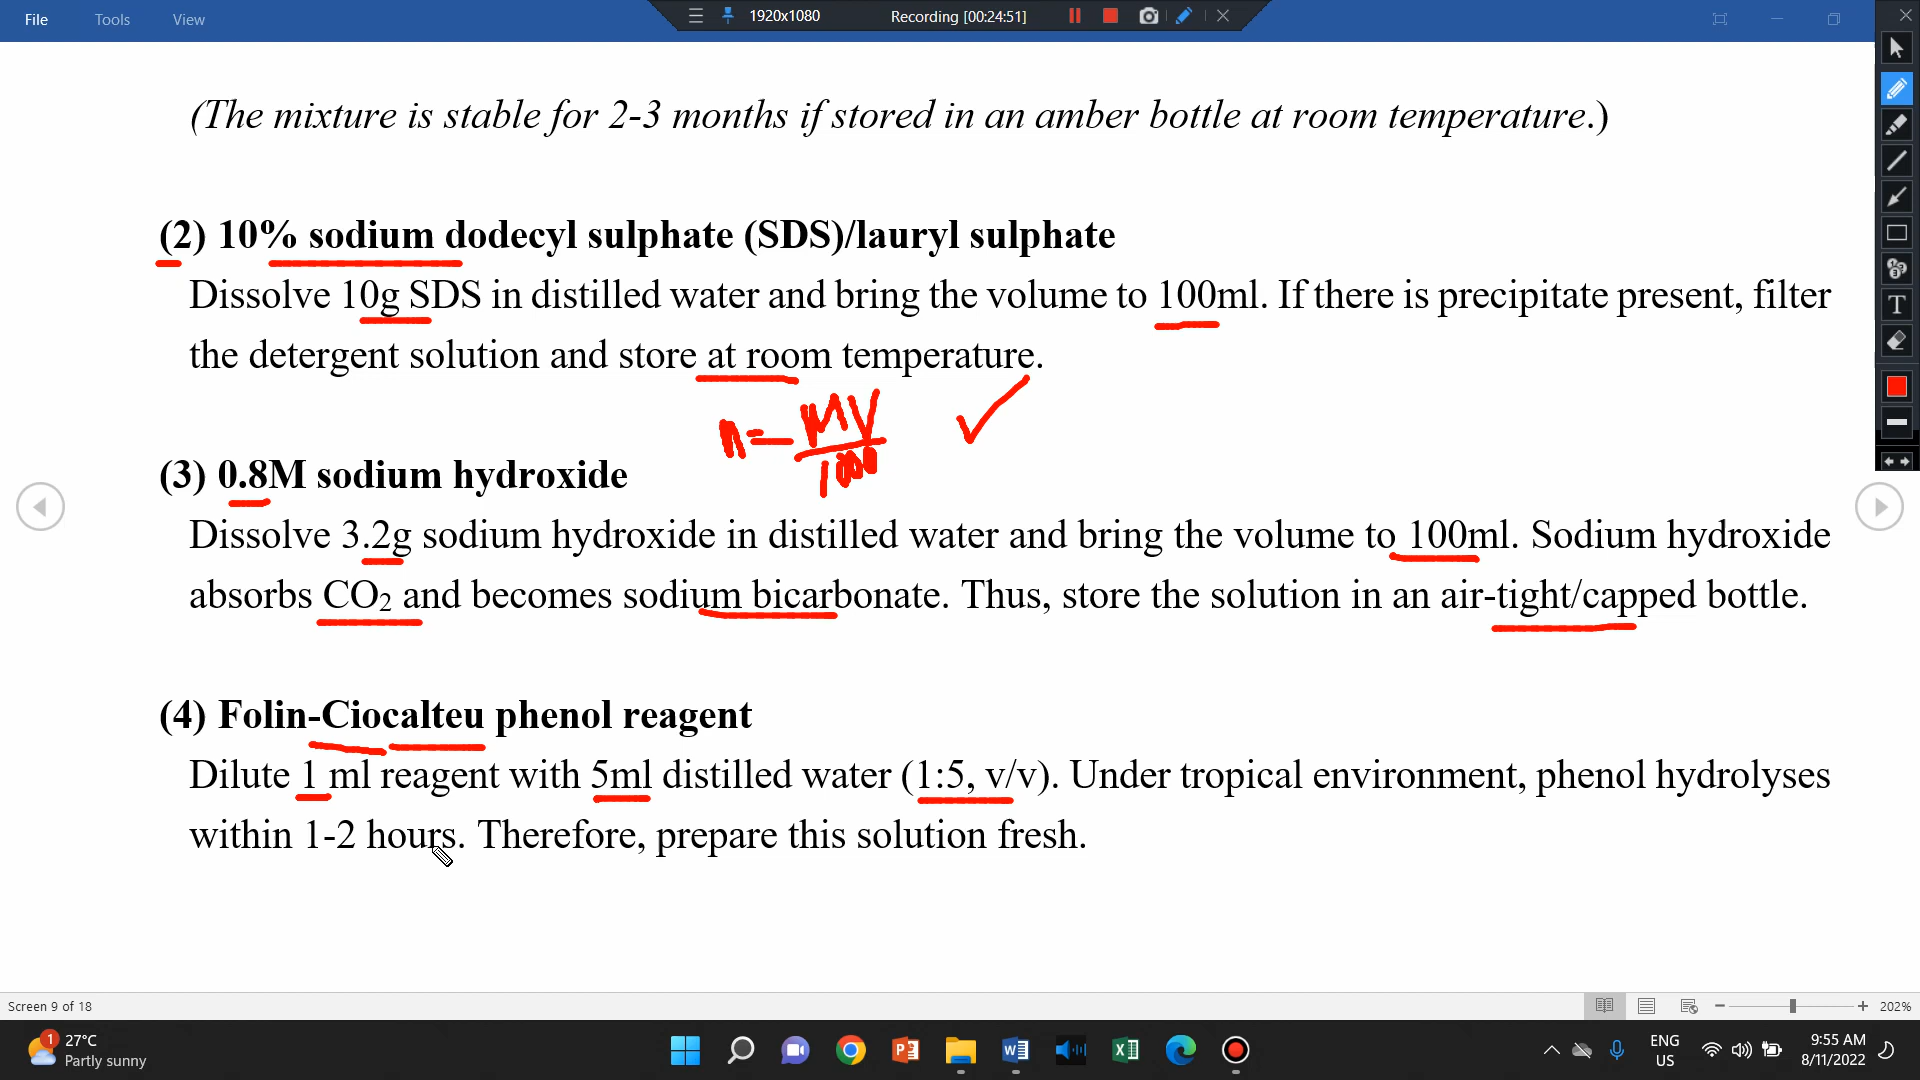 File Tools View
1920x1080 Recording [00:24:51]
(The mixture is stable for 2-3 months if stored in an amber bottle at room temperature.)
(2) 10% sodium dodecyl sulphate (SDS)/lauryl sulphate
Dissolve 10g SDS in distilled water and bring the volume to 100ml. If there is precipitate present, filter
the detergent solution and store at room temperature.
n = MV
1000
(3) 0.8M sodium hydroxide
Dissolve 3.2g sodium hydroxide in distilled water and bring the volume to 100ml. Sodium hydroxide
absorbs CO₂ and becomes sodium bicarbonate. Thus, store the solution in an air-tight/capped bottle.
(4) Folin-Ciocalteu phenol reagent
Dilute 1 ml reagent with 5ml distilled water (1:5, v/v). Under tropical environment, phenol hydrolyses
within 1-2 hours. Therefore, prepare this solution fresh.
T
Screen 9 of 18
202%
1
27°C
Partly sunny
ENG
US
9:55 AM
8/11/2022